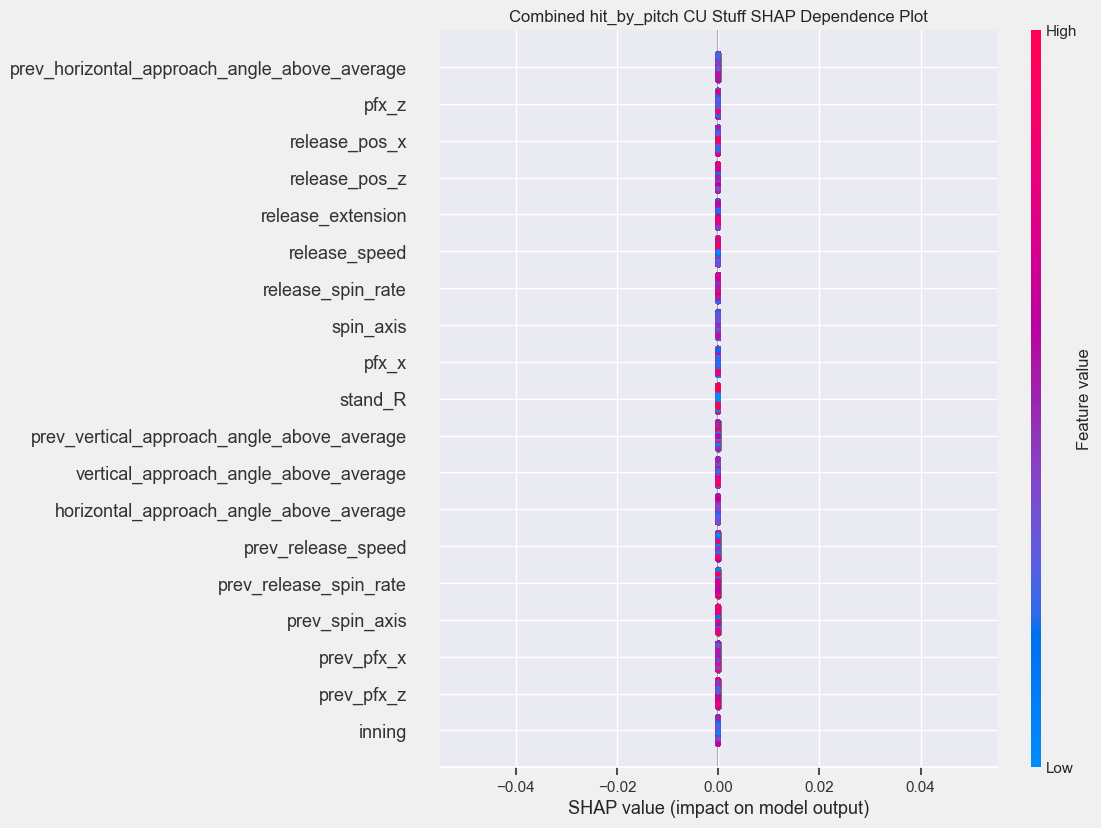 Combined hit_by_pitch CU Stuff SHAP Dependence Plot
High
prev_horizontal_approach_angle_above_average
pfx_z
release_pos_x
release_pos_z
release_extension
release_speed
release_spin_rate
spin_axis
pfx_x
stand_R
prev_vertical_approach_angle_above_average
vertical_approach_angle_above_average
horizontal_approach_angle_above_average
prev_release_speed
prev_release_spin_rate
prev_spin_axis
prev_pfx_x
prev_pfx_z
inning
Feature value
Low
−0.04 −0.02 0.00 0.02 0.04
SHAP value (impact on model output)